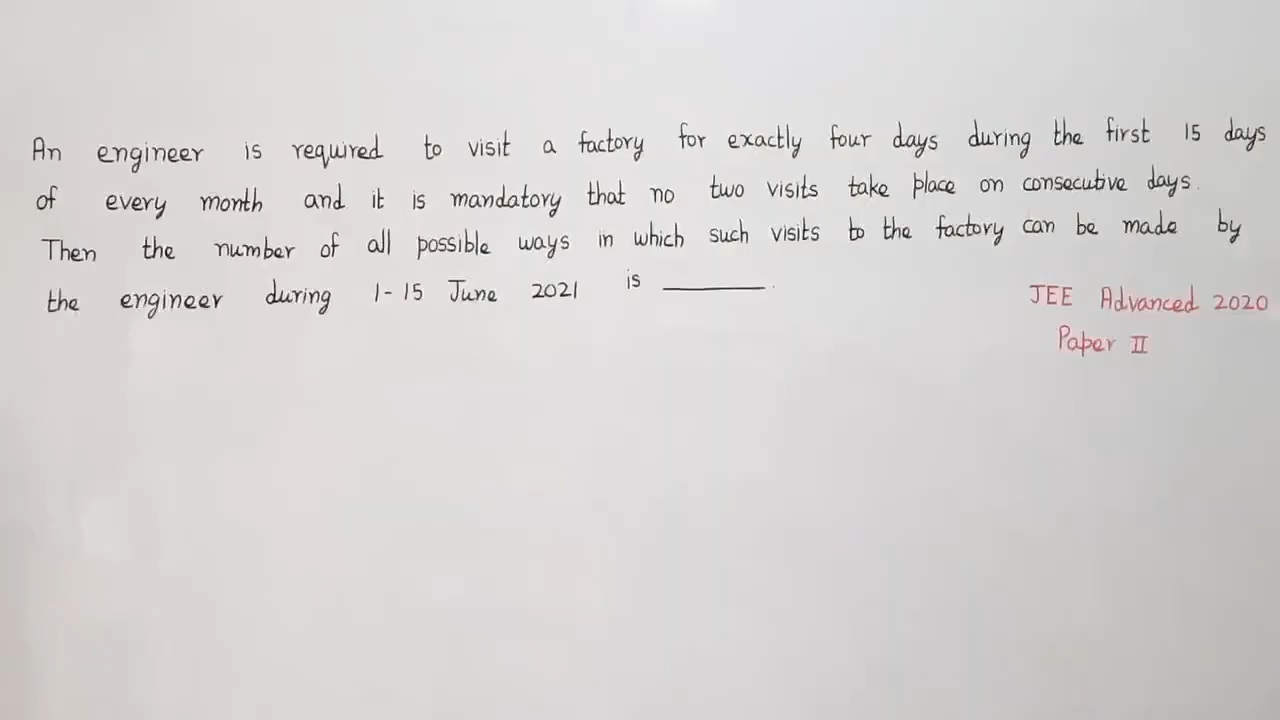 An engineer is required to visit a factory for exactly four days during the first 15 days
of every month and it is mandatory that no two visits take place on consecutive days.
Then the number of all possible ways in which such visits to the factory can be made by
the engineer during 1-15 June 2021 is ______.
JEE Advanced 2020
Paper II